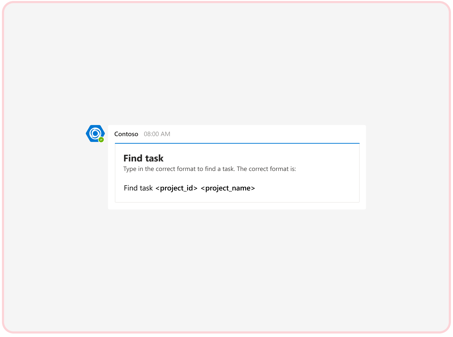 Contoso 08:00 AM
Find task
Type in the correct format to find a task. The correct format is:
Find task <project_id> <project_name>